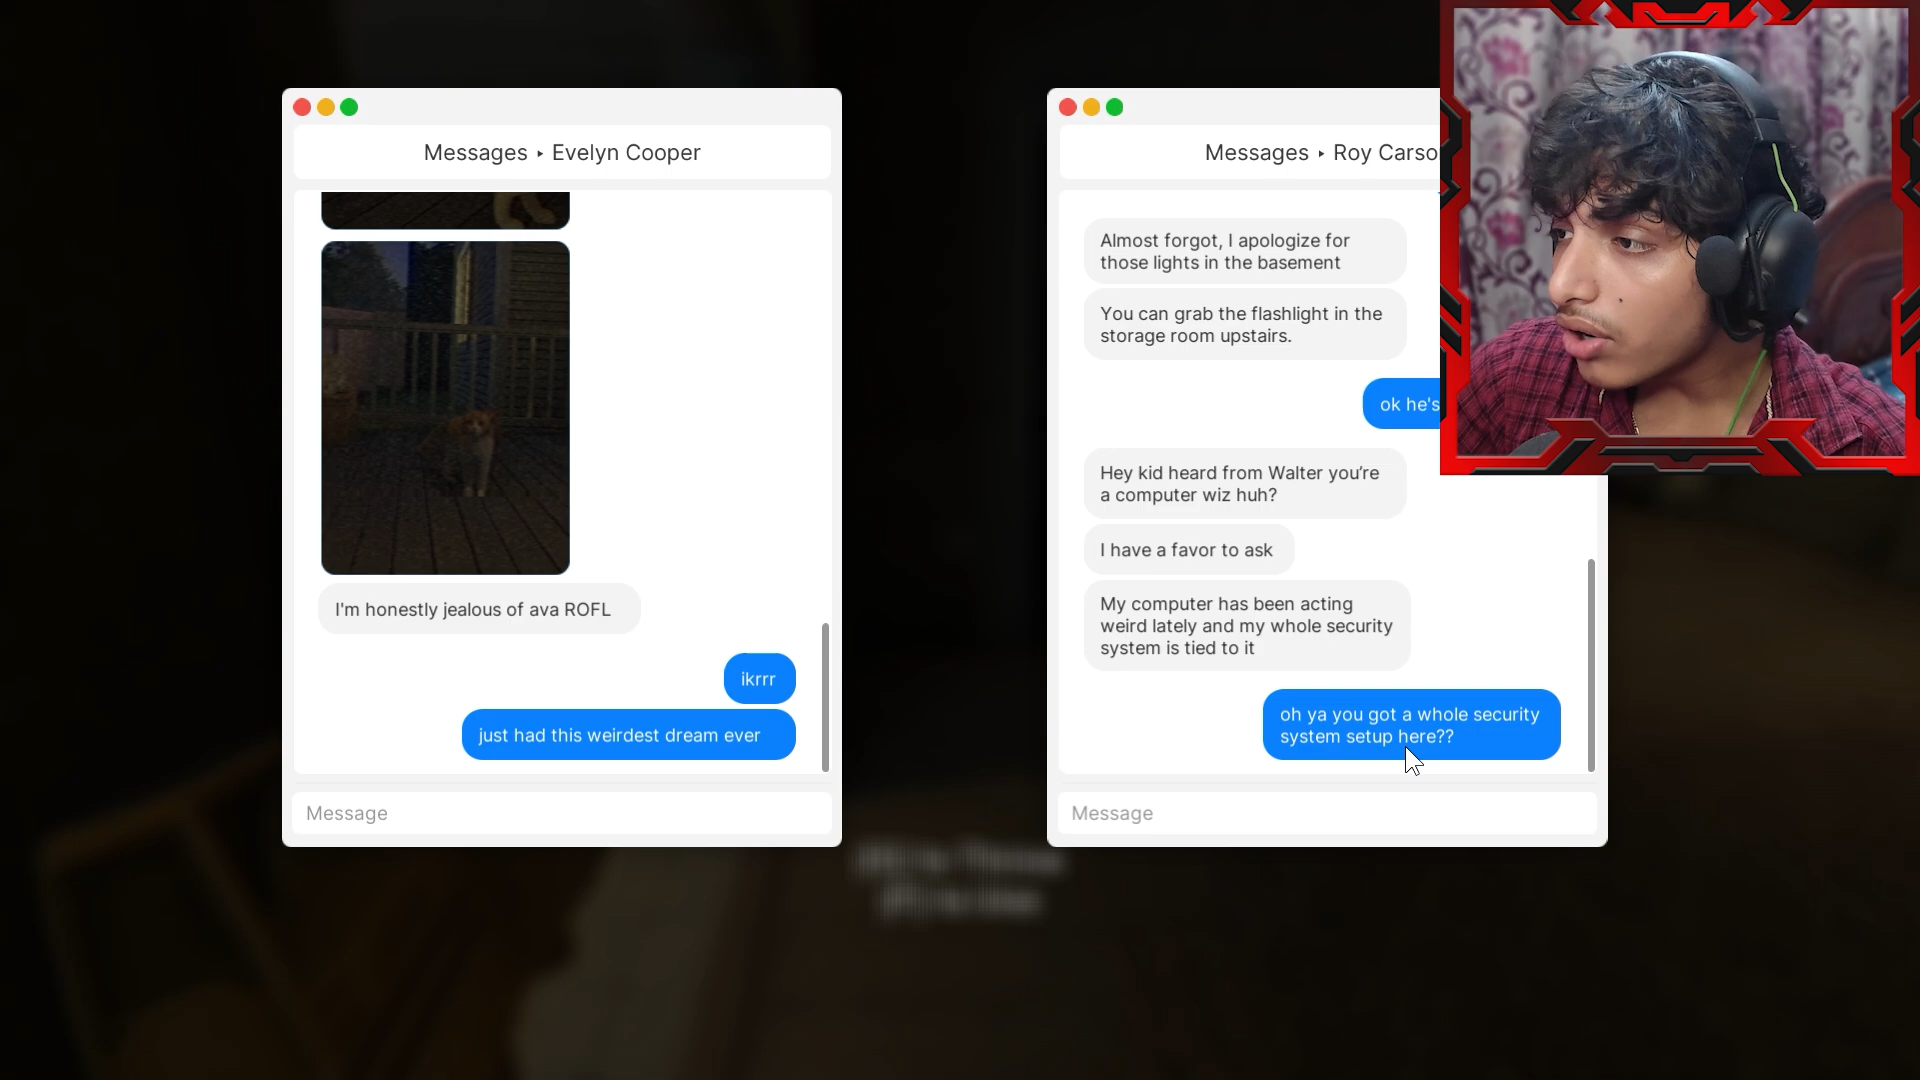 Messages ▸ Evelyn Cooper
I'm honestly jealous of ava ROFL
ikrrr
just had this weirdest dream ever
Message
Messages ▸ Roy Carso
Almost forgot, I apologize for
those lights in the basement
You can grab the flashlight in the
storage room upstairs.
ok he's
Hey kid heard from Walter you're
a computer wiz huh?
I have a favor to ask
My computer has been acting
weird lately and my whole security
system is tied to it
oh ya you got a whole security
system setup here??
Message